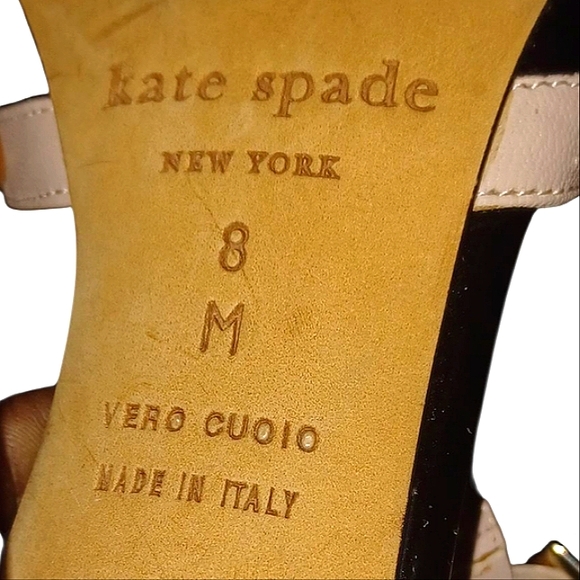 kate spade
NEW YORK
8
M
VERO CUOIO
MADE IN ITALY